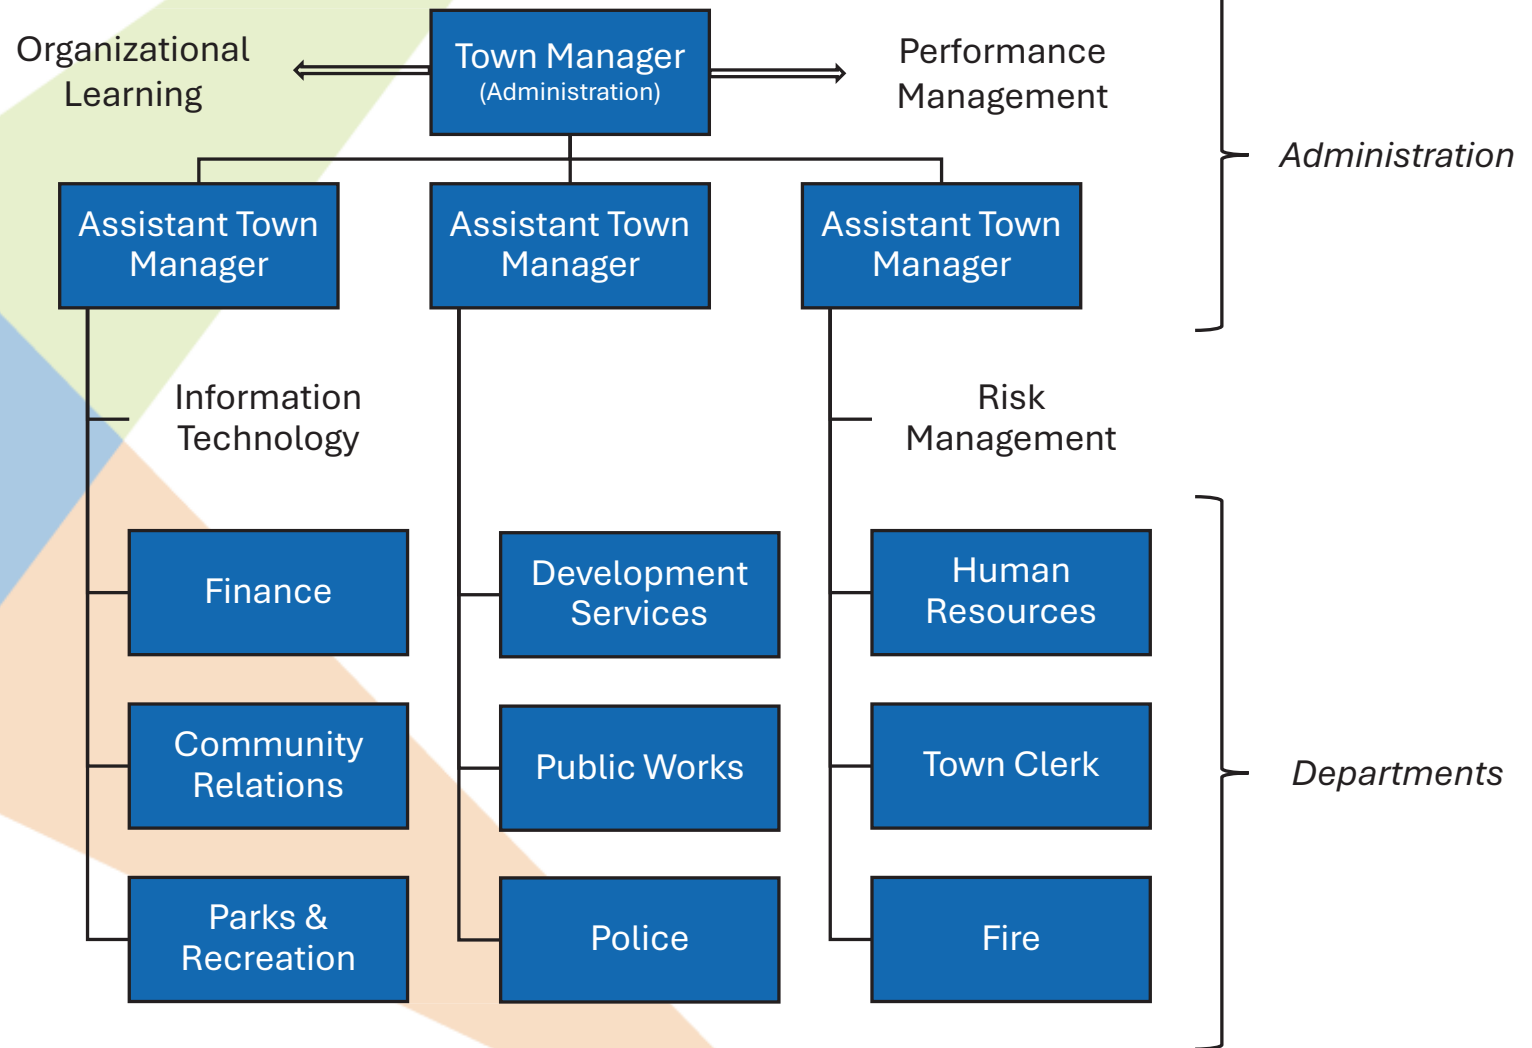 Organizational
Learning
Town Manager
(Administration)
Performance
Management
Administration
Assistant Town
Manager
Assistant Town
Manager
Assistant Town
Manager
Information
Technology
Risk
Management
Finance
Development
Services
Human
Resources
Community
Relations
Public Works
Town Clerk
Departments
Parks &
Recreation
Police
Fire